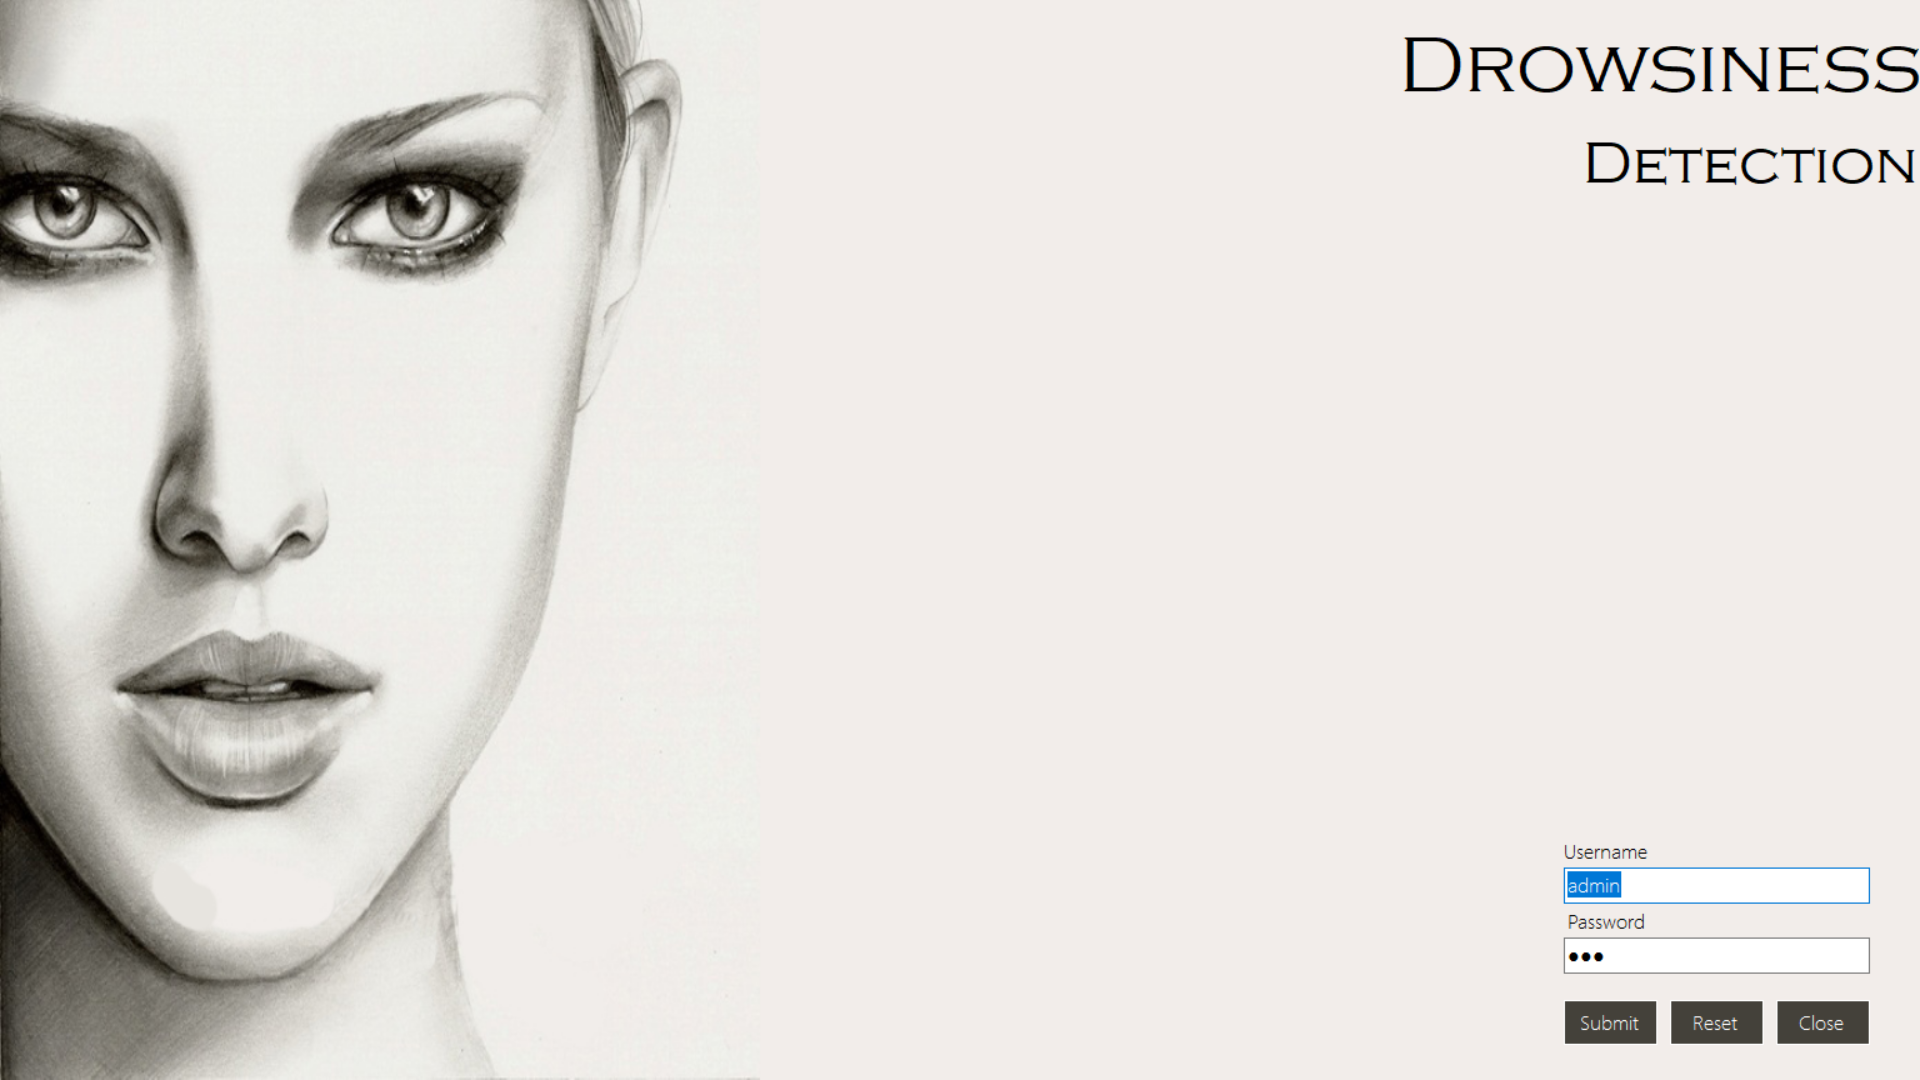 Drowsiness
Detection
Username
admin
Password
•••
Submit Reset Close